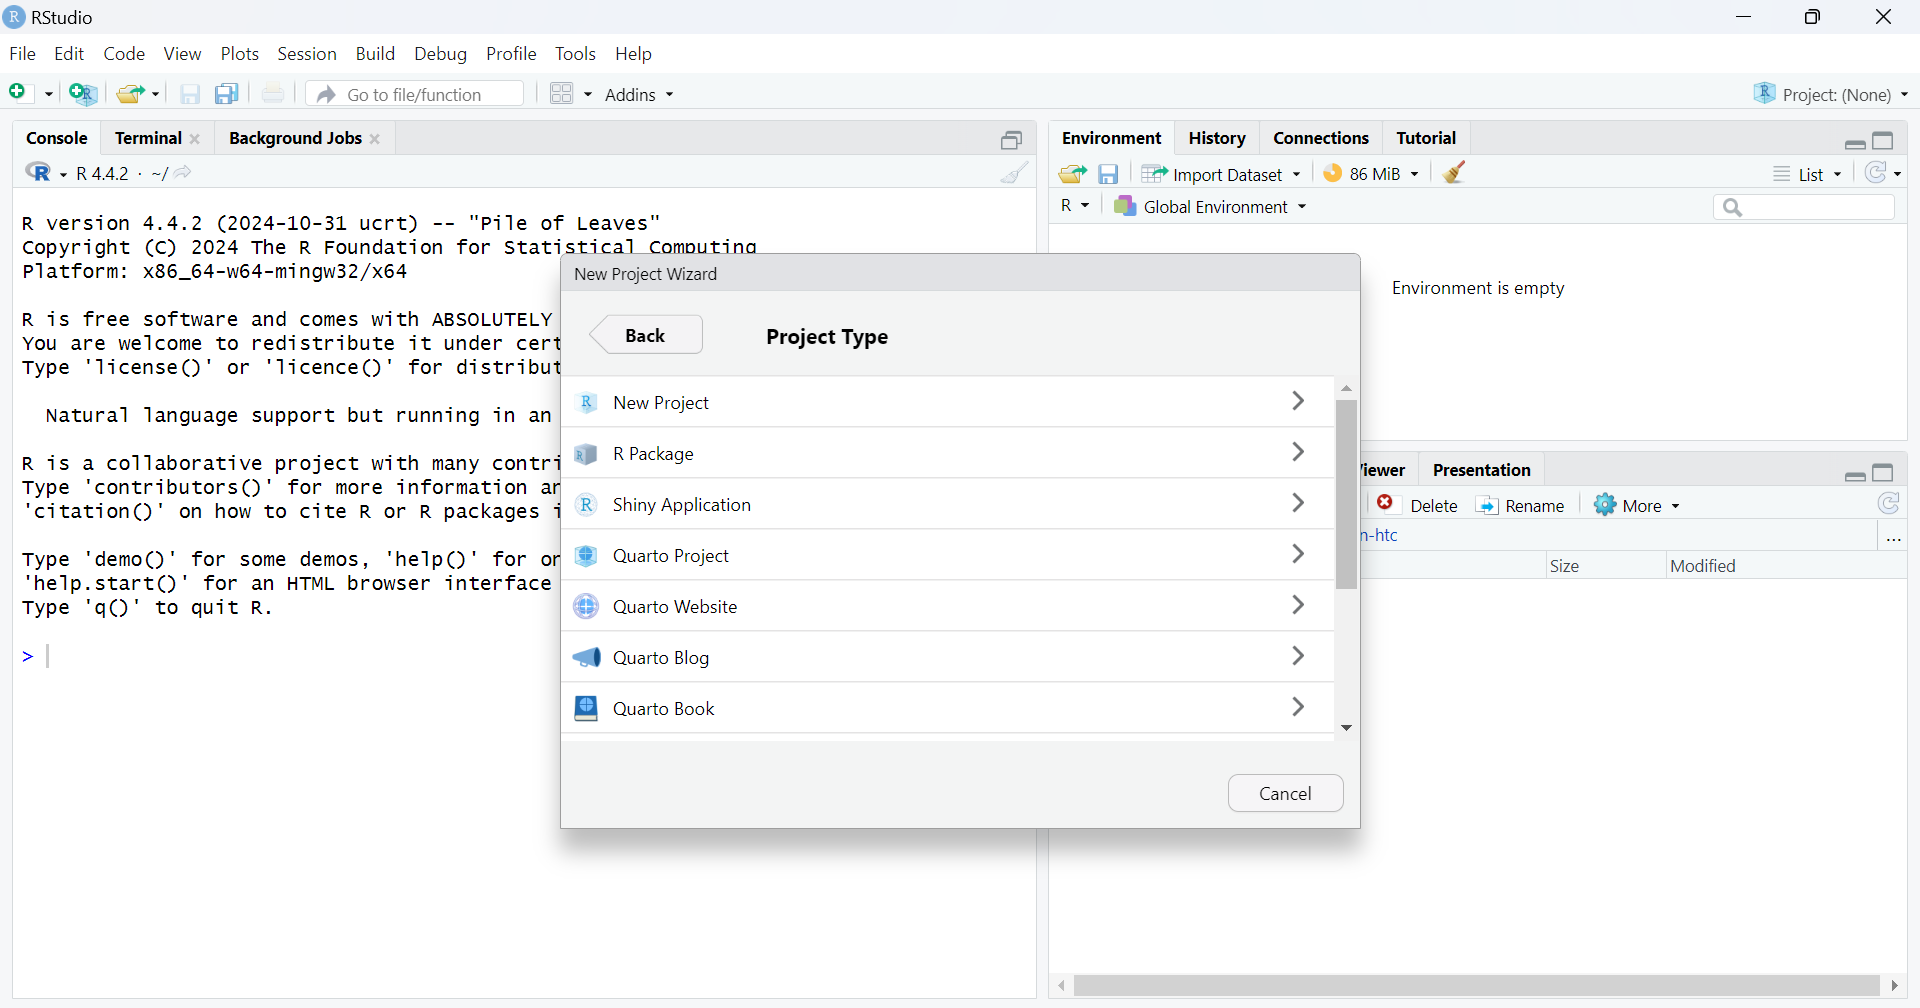 RStudio
File Edit Code View Plots Session Build Debug Profile Tools Help
Go to file/function Addins Project: (None)
Console Terminal Background Jobs
R 4.4.2 · ~/
R version 4.4.2 (2024-10-31 ucrt) -- "Pile of Leaves"
Copyright (C) 2024 The R Foundation for Statistical Computing
Platform: x86_64-w64-mingw32/x64
R is free software and comes with ABSOLUTELY
You are welcome to redistribute it under cert
Type 'license()' or 'licence()' for distribut
Natural language support but running in an
R is a collaborative project with many contri
Type 'contributors()' for more information an
'citation()' on how to cite R or R packages i
Type 'demo()' for some demos, 'help()' for on
'help.start()' for an HTML browser interface
Type 'q()' to quit R.
>
New Project Wizard
Back Project Type
New Project
R Package
Shiny Application
Quarto Project
Quarto Website
Quarto Blog
Quarto Book
Cancel
Environment History Connections Tutorial
Import Dataset 86 MiB List
R Global Environment
Environment is empty
iewer Presentation
Delete Rename More
n-htc ...
Size Modified